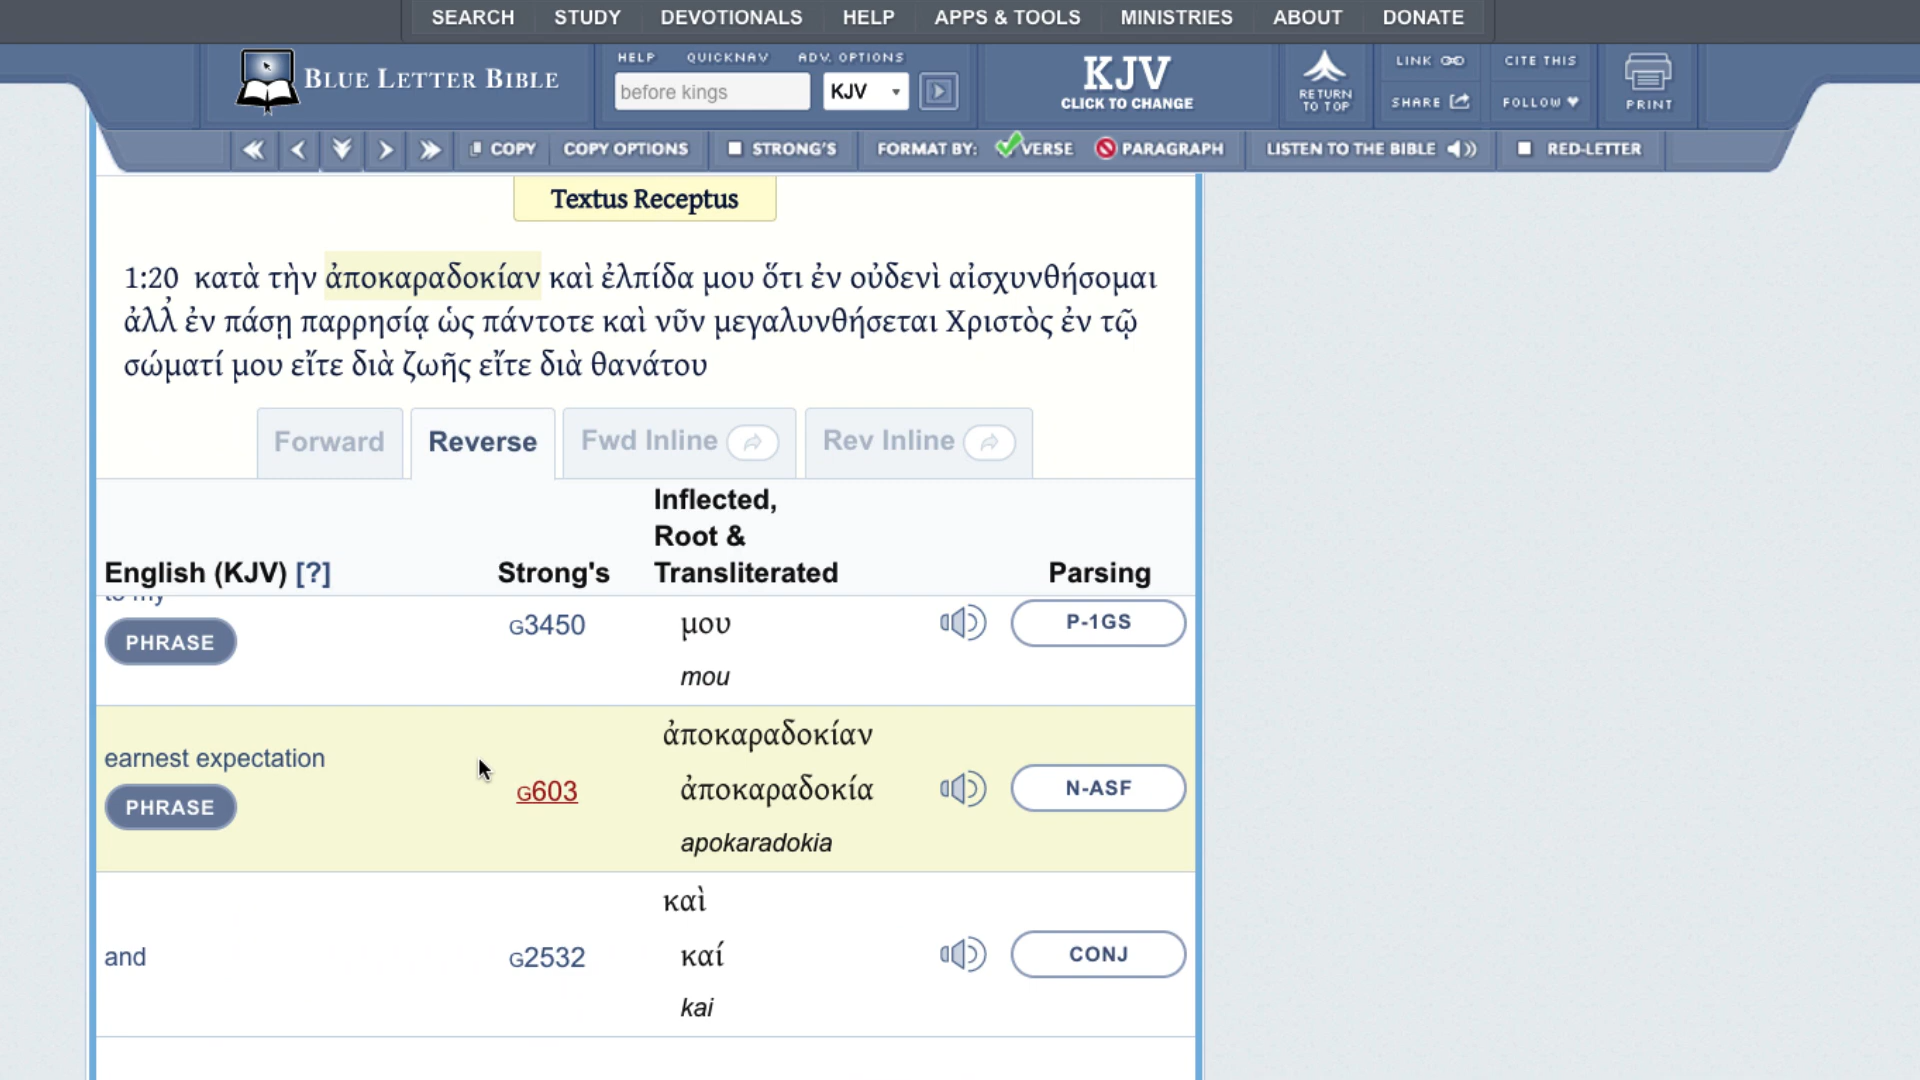 SEARCH STUDY DEVOTIONALS HELP APPS & TOOLS MINISTRIES ABOUT DONATE
BLUE LETTER BIBLE
HELP QUICKNAV ADV. OPTIONS
before kings KJV
KJV
CLICK TO CHANGE
RETURN
TO TOP
LINK
SHARE
CITE THIS
FOLLOW
PRINT
COPY COPY OPTIONS STRONG'S FORMAT BY: VERSE PARAGRAPH LISTEN TO THE BIBLE RED-LETTER
Textus Receptus
1:20 κατὰ τὴν ἀποκαραδοκίαν καὶ ἐλπίδα μου ὅτι ἐν οὐδενὶ αἰσχυνθήσομαι
ἀλλ̓ ἐν πάσῃ παρρησίᾳ ὡς πάντοτε καὶ νῦν μεγαλυνθήσεται Χριστὸς ἐν τῷ
σώματί μου εἴτε διὰ ζωῆς εἴτε διὰ θανάτου
Forward Reverse Fwd Inline Rev Inline
English (KJV) [?] Strong's Inflected,
Root &
Transliterated Parsing
to my
PHRASE G3450 μου P-1GS
mou
ἀποκαραδοκίαν
earnest expectation
PHRASE G603 ἀποκαραδοκία N-ASF
apokaradokia
καὶ
and G2532 καί CONJ
kai